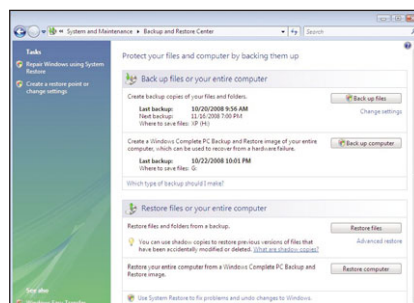 System and Maintenance ▸ Backup and Restore Center
Search
Tasks
Repair Windows using System
Restore
Create a restore point or
change settings
Protect your files and computer by backing them up
Back up files or your entire computer
Create backup copies of your files and folders.
Back up files
Last backup: 10/20/2008 9:56 AM
Change settings
Next backup: 11/16/2008 7:00 PM
Where to save files: XP (H:)
Create a Windows Complete PC Backup and Restore image of your entire
computer, which can be used to recover from a hardware failure.
Back up computer
Last backup: 10/22/2008 10:01 PM
Where to save files: G:
Which type of backup should I make?
Restore files or your entire computer
Restore files and folders from a backup.
Restore files
You can use shadow copies to restore previous versions of files that
have been accidentally modified or deleted. What are shadow copies?
Advanced restore
Restore your entire computer from a Windows Complete PC Backup and
Restore image.
Restore computer
See also
Use System Restore to fix problems and undo changes to Windows.
Windows Easy Transfer